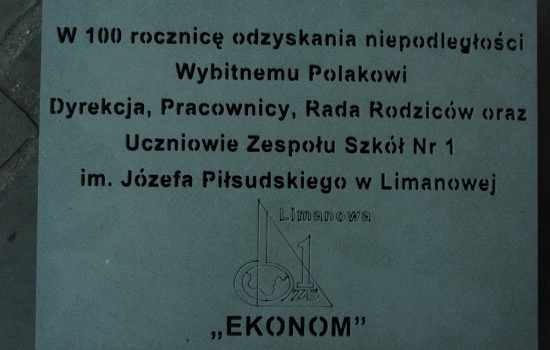 W 100 rocznicę odzyskania niepodległości
Wybitnemu Polakowi
Dyrekcja, Pracownicy, Rada Rodziców oraz
Uczniowie Zespołu Szkół Nr 1
im. Józefa Piłsudskiego w Limanowej
Limanowa
1
ZS
„EKONOM”